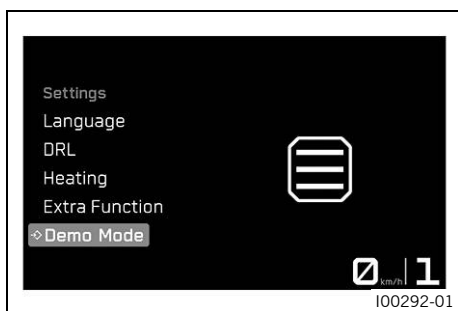 Settings
Language
DRL
Heating
Extra Function
Demo Mode
0 km/h 1
I00292-01